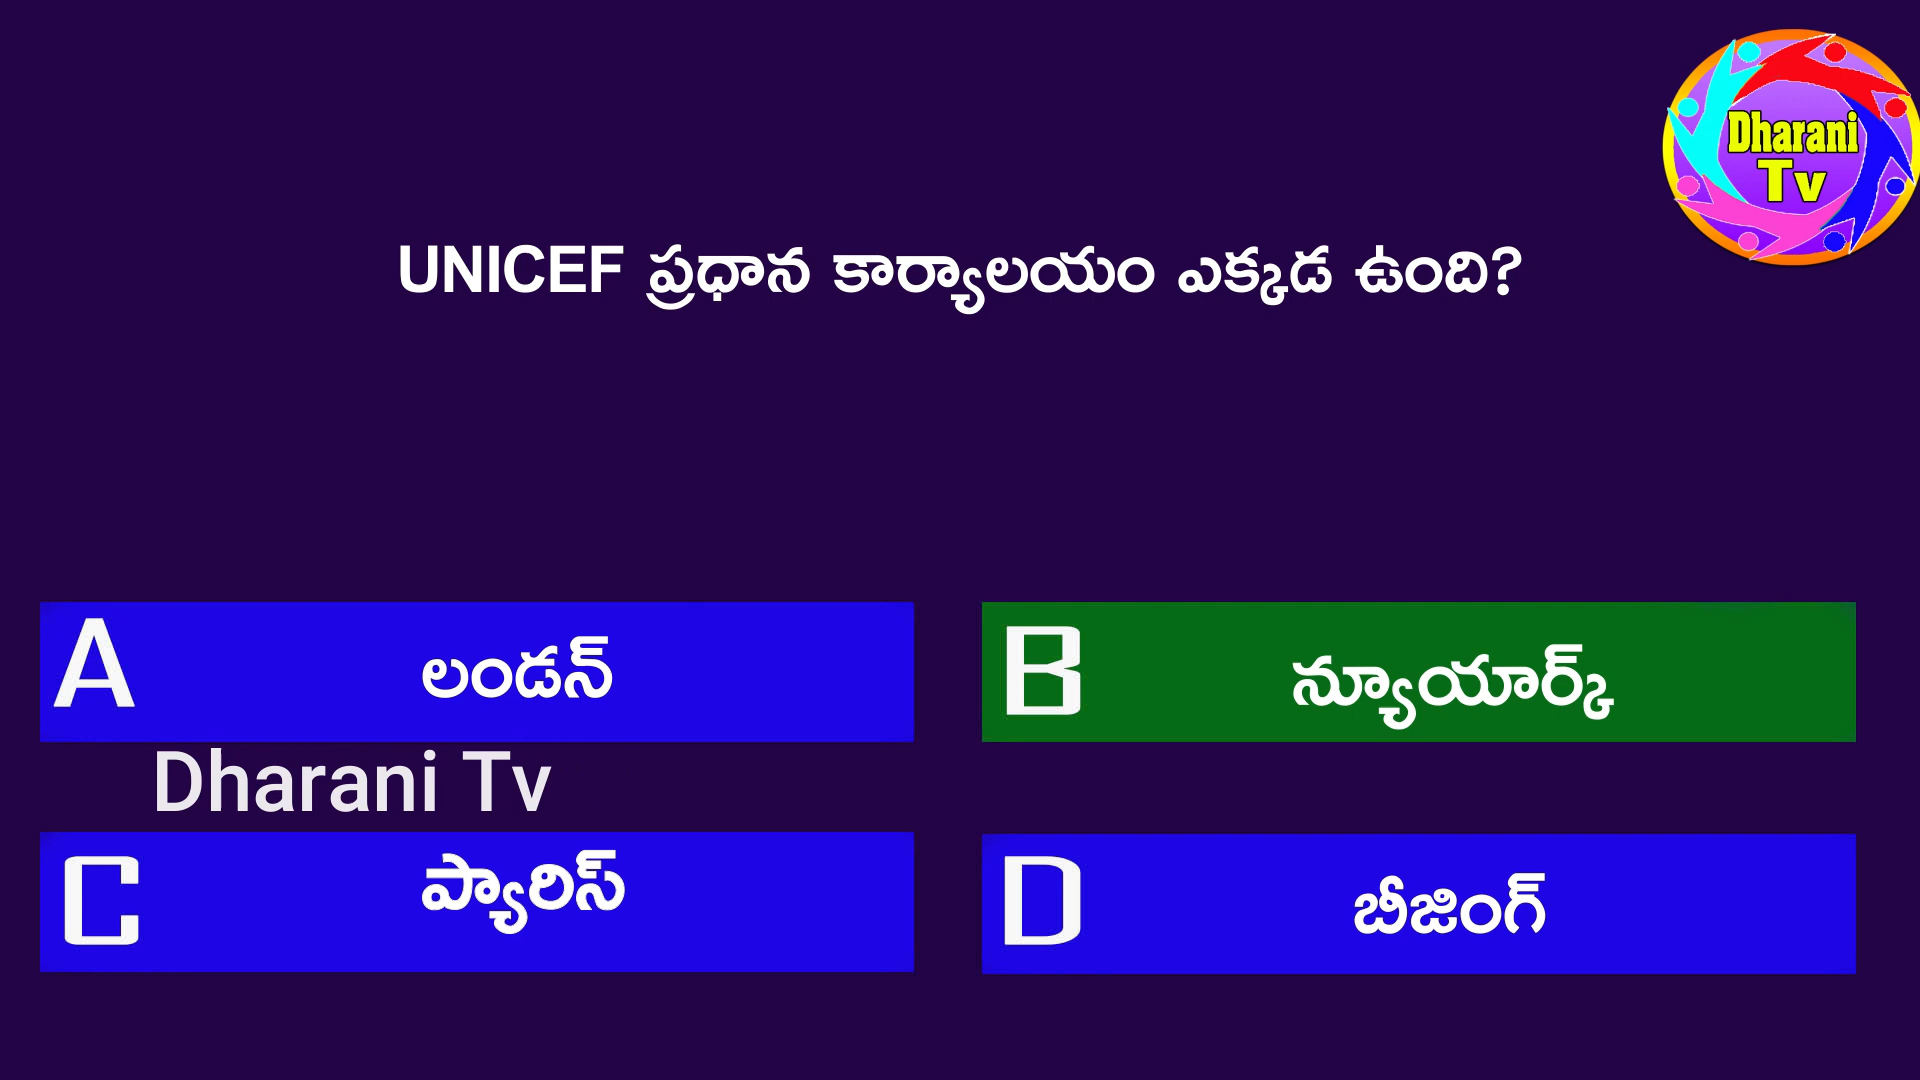 Dharani
Tv
UNICEF ప్రధాన కార్యాలయం ఎక్కడ ఉంది?
A లండన్
B న్యూయార్క్
Dharani Tv
C ప్యారిస్
D బీజింగ్